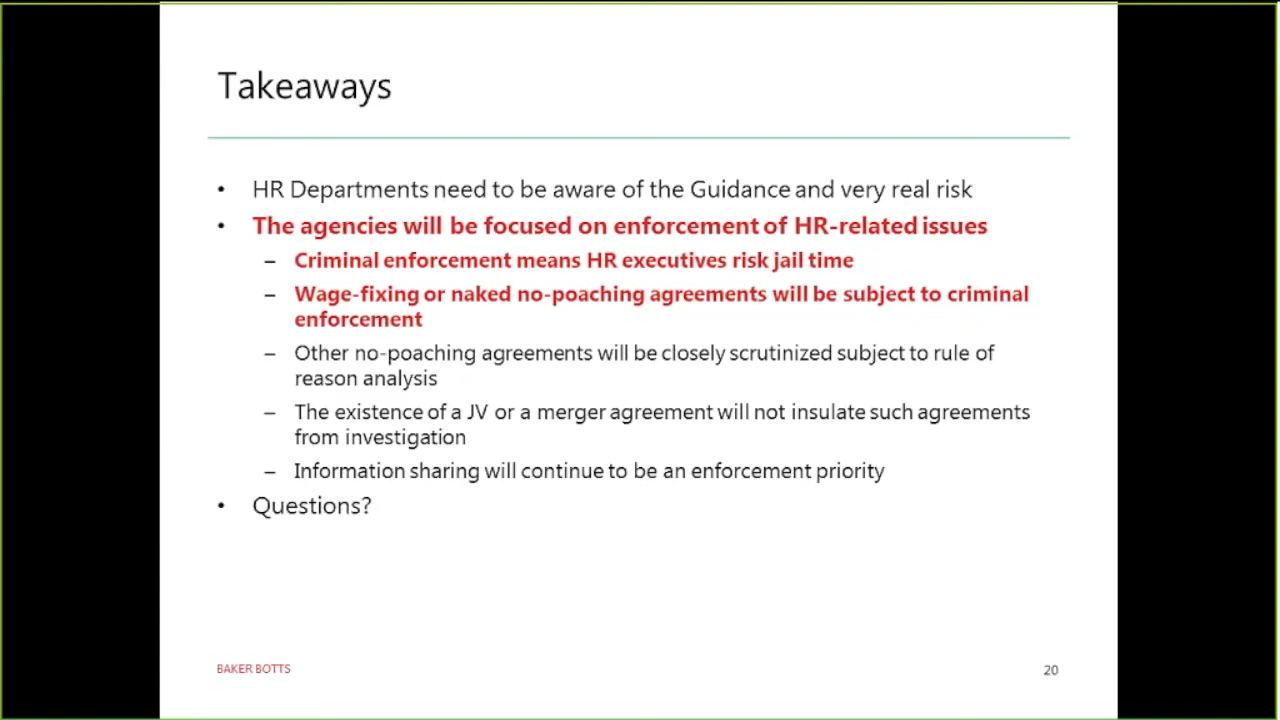 Takeaways
• HR Departments need to be aware of the Guidance and very real risk
• The agencies will be focused on enforcement of HR-related issues
– Criminal enforcement means HR executives risk jail time
– Wage-fixing or naked no-poaching agreements will be subject to criminal
enforcement
– Other no-poaching agreements will be closely scrutinized subject to rule of
reason analysis
– The existence of a JV or a merger agreement will not insulate such agreements
from investigation
– Information sharing will continue to be an enforcement priority
• Questions?
BAKER BOTTS
20